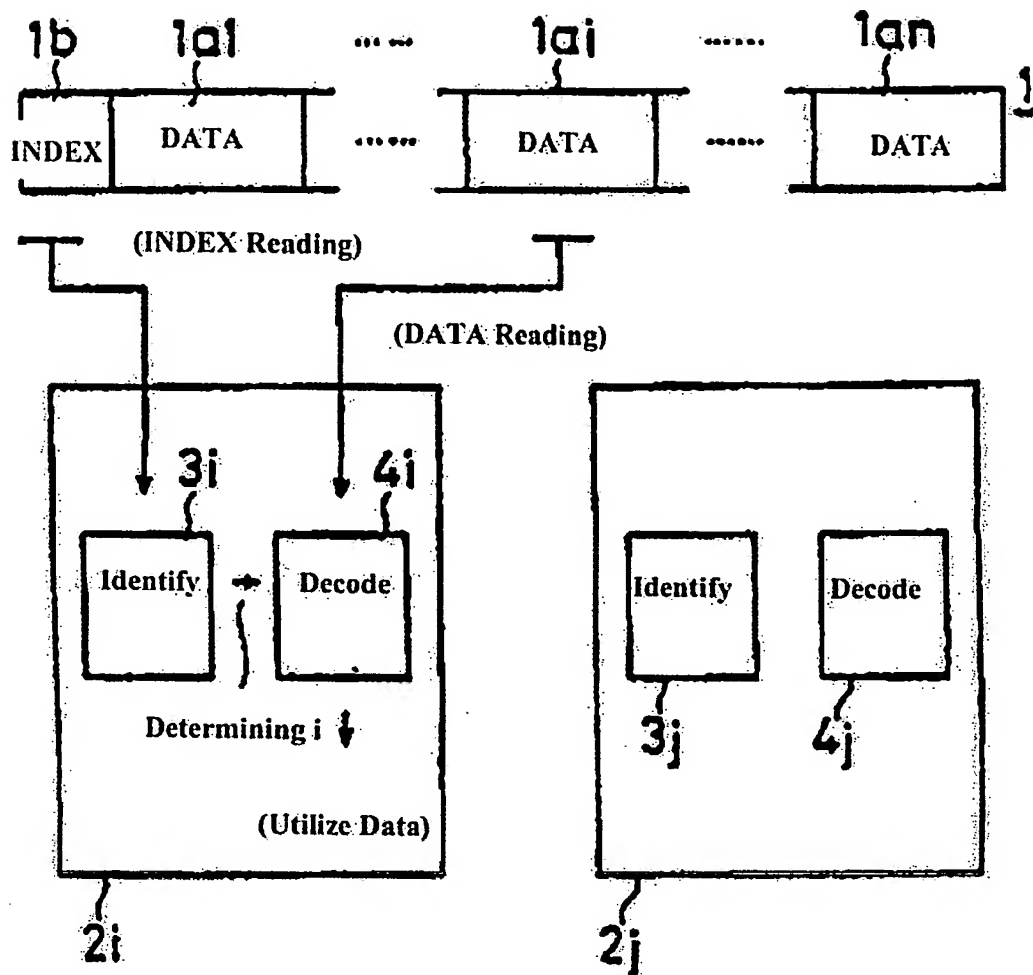 1b 1a1 ...... 1ai ...... 1an
1
INDEX DATA ...... DATA ...... DATA
(INDEX Reading)
(DATA Reading)
3i 4i
Identify Decode Identify Decode
Determining i
3j 4j
(Utilize Data)
2i 2j